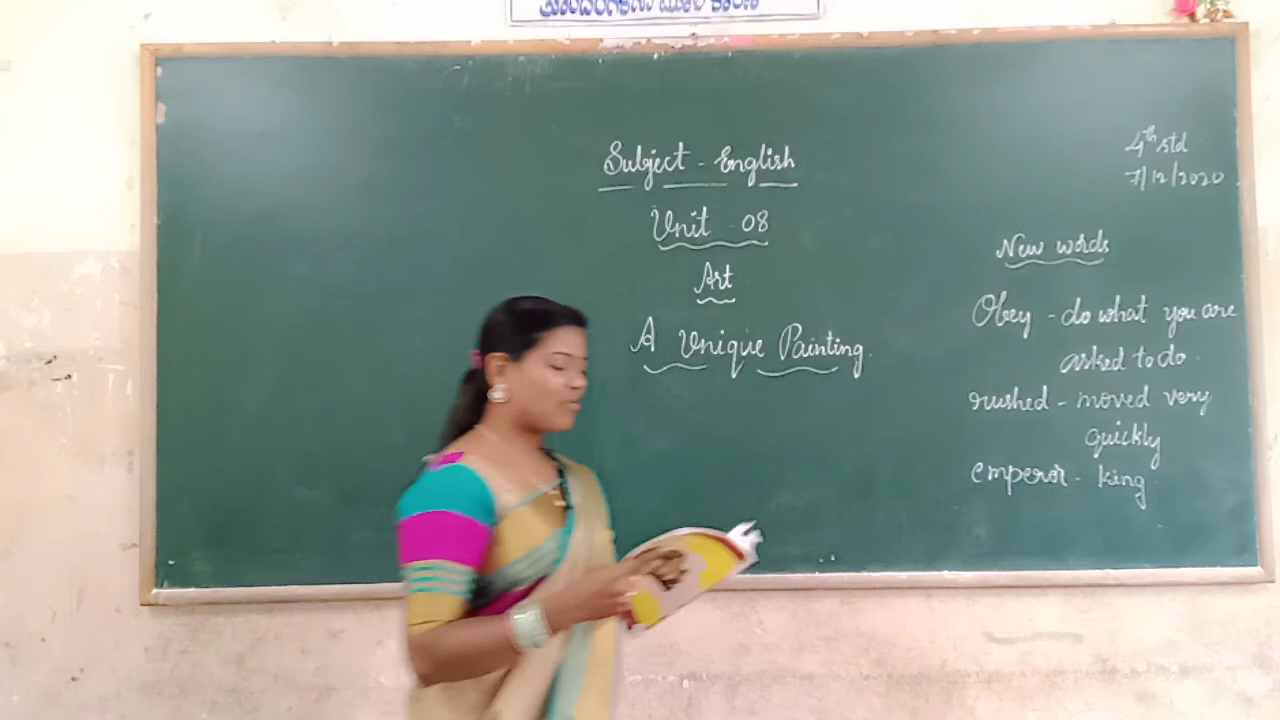 Subject - English
Unit - 08
Art
A Unique Painting.
4th std
7/12/2020
New words
Obey - do what you are
asked to do.
rushed - moved very
quickly
emperor - king.